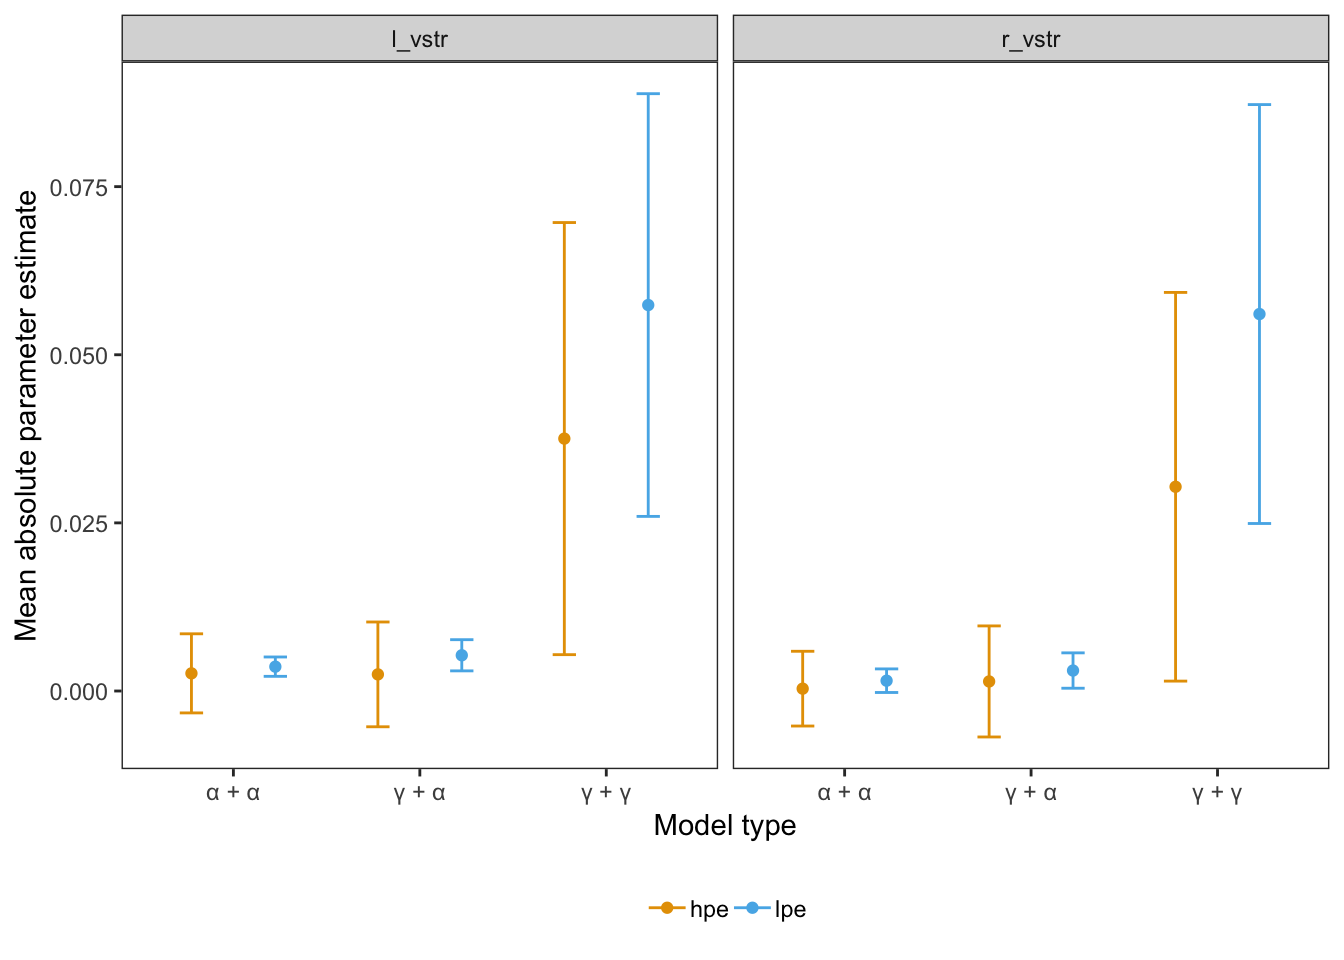 l_vstr
r_vstr
Mean absolute parameter estimate
0.075
0.050
0.025
0.000
α + α
γ + α
γ + γ
α + α
γ + α
γ + γ
Model type
hpe
lpe